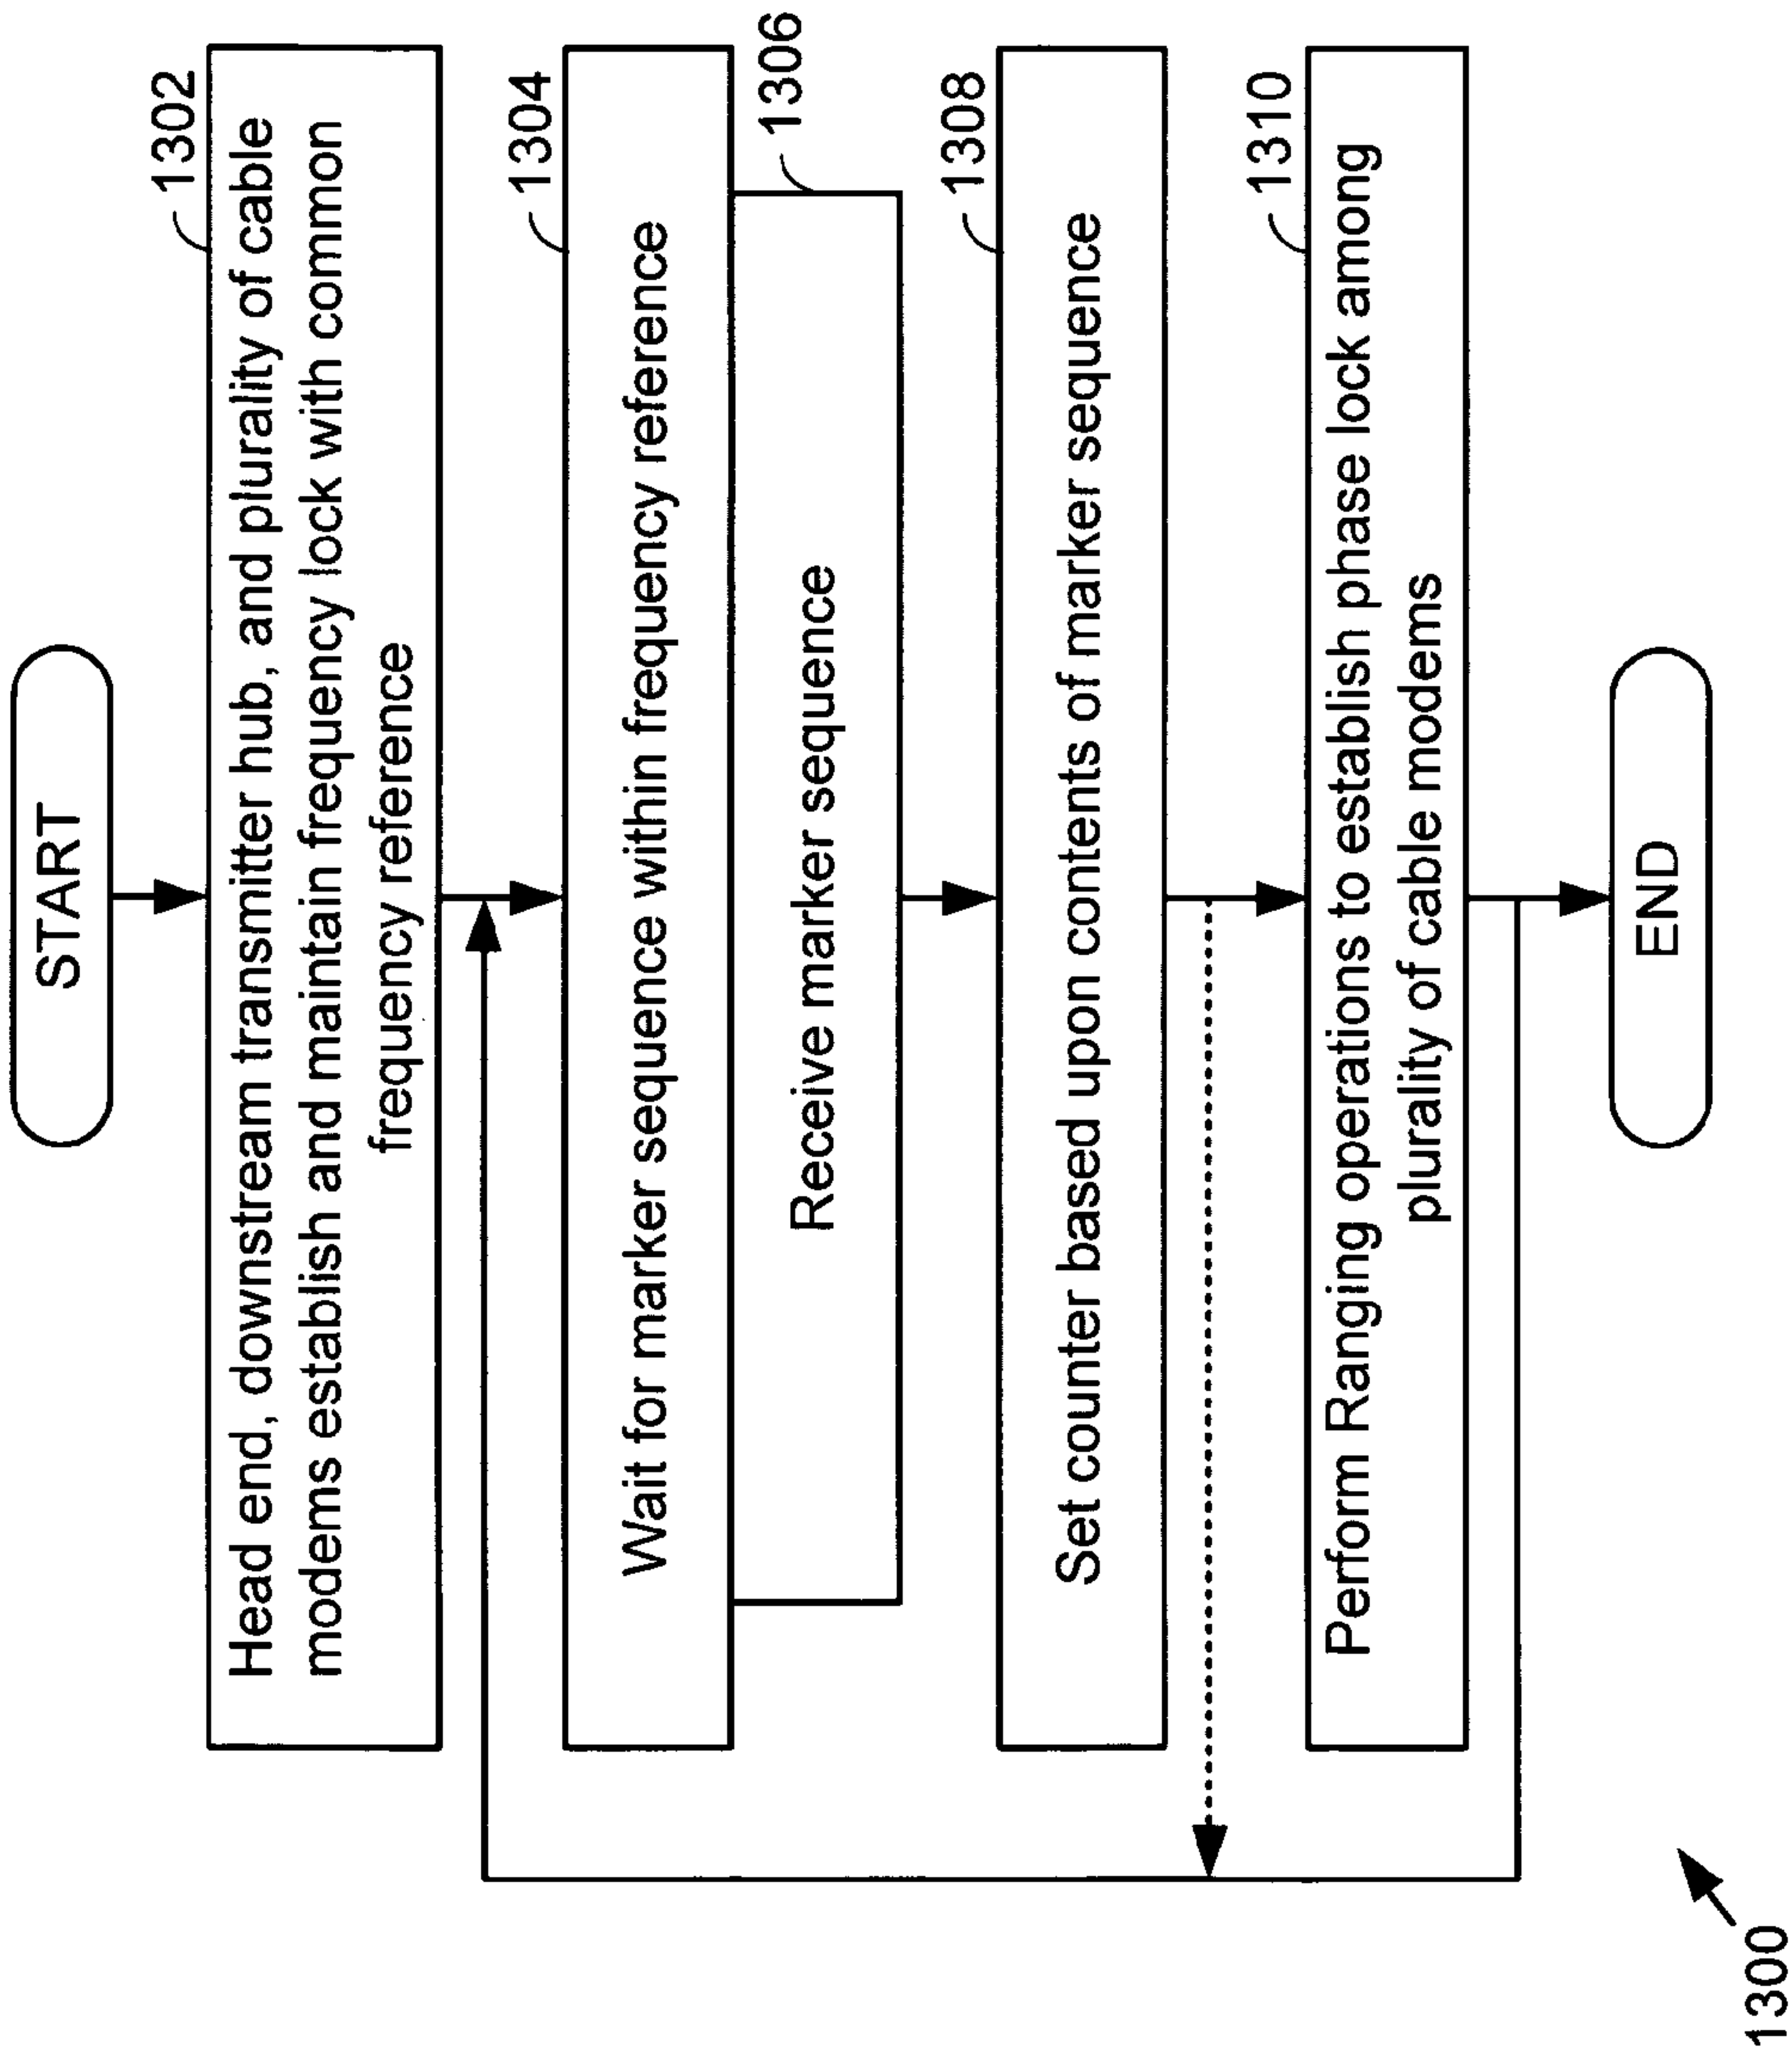 START
1302
Head end, downstream transmitter hub, and plurality of cable
modems establish and maintain frequency lock with common
frequency reference
1304
Wait for marker sequence within frequency reference
1306
Receive marker sequence
1308
Set counter based upon contents of marker sequence
1310
Perform Ranging operations to establish phase lock among
plurality of cable modems
END
1300